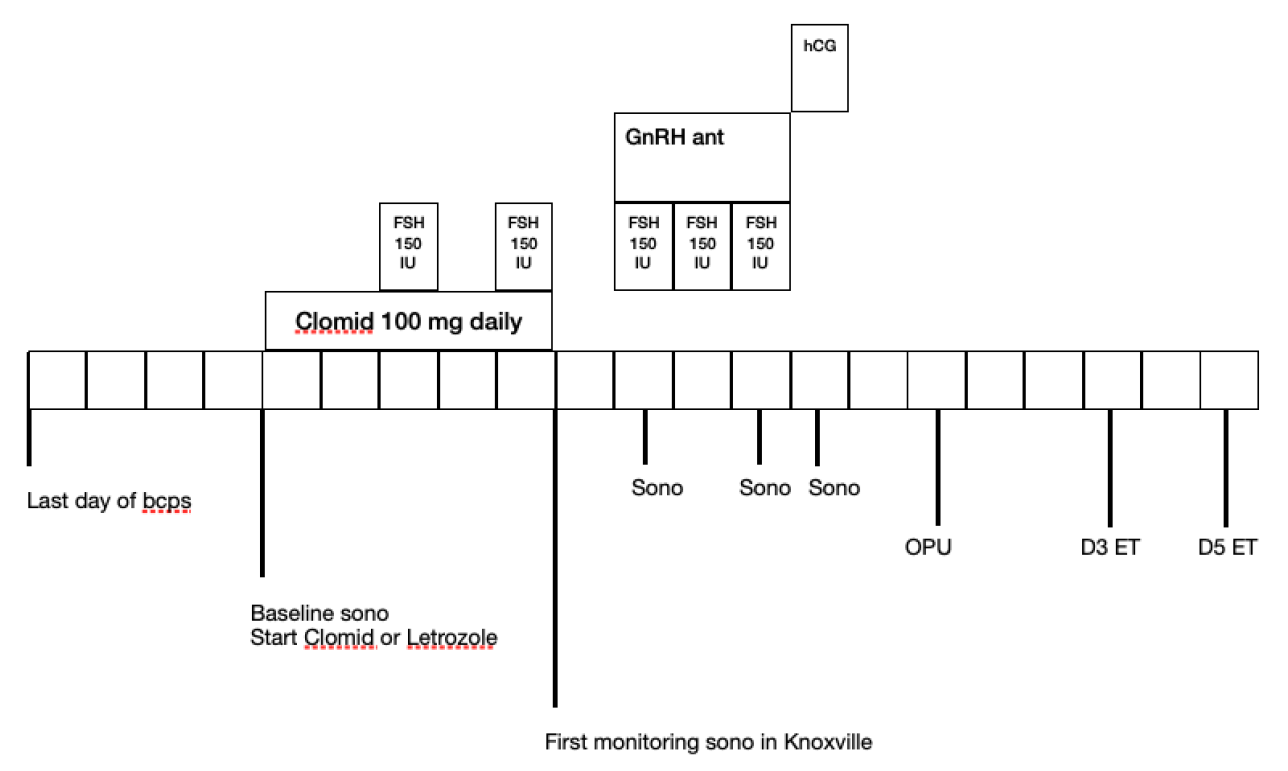 hCG
GnRH ant
FSH
150
IU
FSH
150
IU
FSH
150
IU
FSH
150
IU
FSH
150
IU
Clomid 100 mg daily
Last day of bcps
Sono
Sono
Sono
OPU
D3 ET
D5 ET
Baseline sono
Start Clomid or Letrozole
First monitoring sono in Knoxville